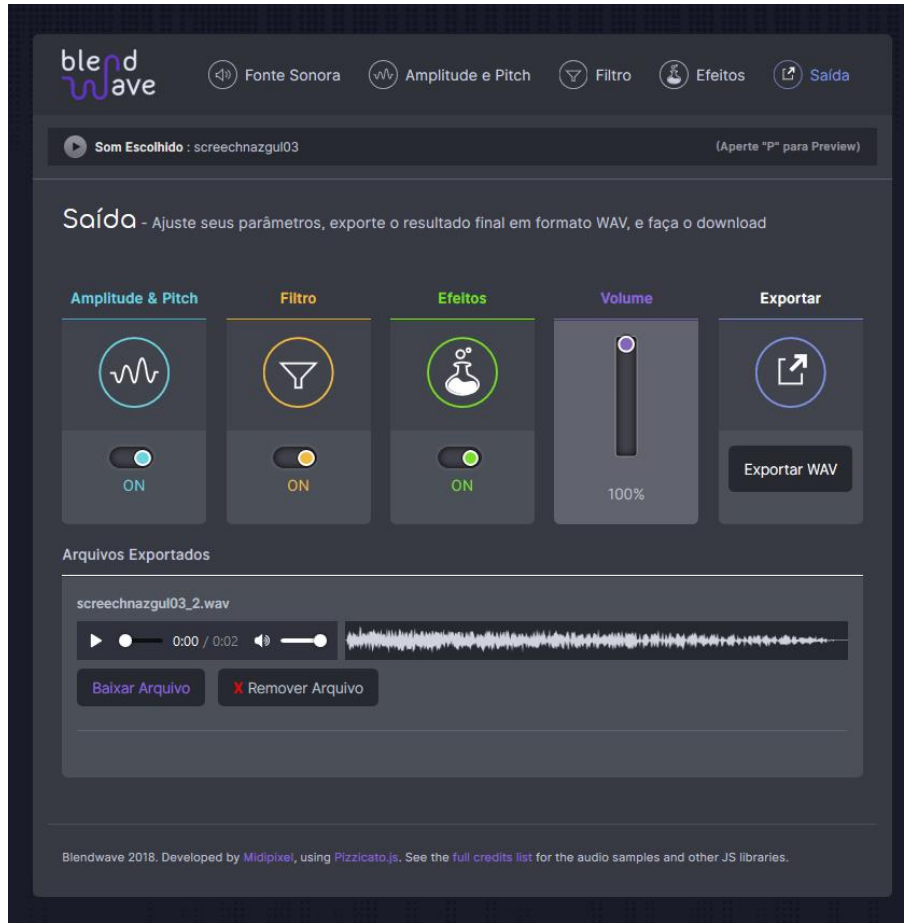 blend
wave
Fonte Sonora
Amplitude e Pitch
Filtro
Efeitos
Saída
Som Escolhido : screechnazgul03
(Aperte "P" para Preview)
Saída - Ajuste seus parâmetros, exporte o resultado final em formato WAV, e faça o download
Amplitude & Pitch
Filtro
Efeitos
Volume
Exportar
ON
ON
ON
100%
Exportar WAV
Arquivos Exportados
screechnazgul03_2.wav
0:00 / 0:02
Baixar Arquivo
X Remover Arquivo
Blendwave 2018. Developed by Midipixel, using Pizzicato.js. See the full credits list for the audio samples and other JS libraries.